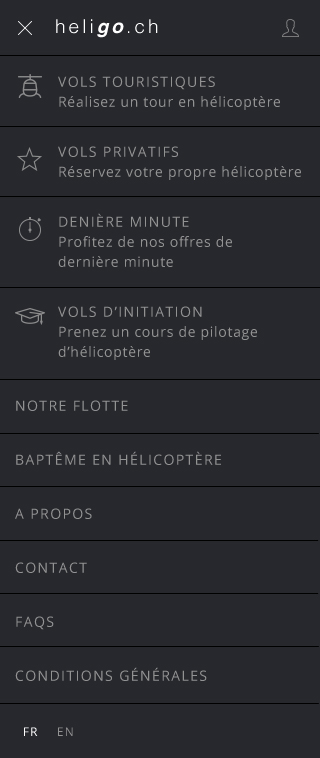 heligo.ch
VOLS TOURISTIQUES
Réalisez un tour en hélicoptère
VOLS PRIVATIFS
Réservez votre propre hélicoptère
DENIÈRE MINUTE
Profitez de nos offres de
dernière minute
VOLS D'INITIATION
Prenez un cours de pilotage
d'hélicoptère
NOTRE FLOTTE
BAPTÊME EN HÉLICOPTÈRE
A PROPOS
CONTACT
FAQS
CONDITIONS GÉNÉRALES
FR EN